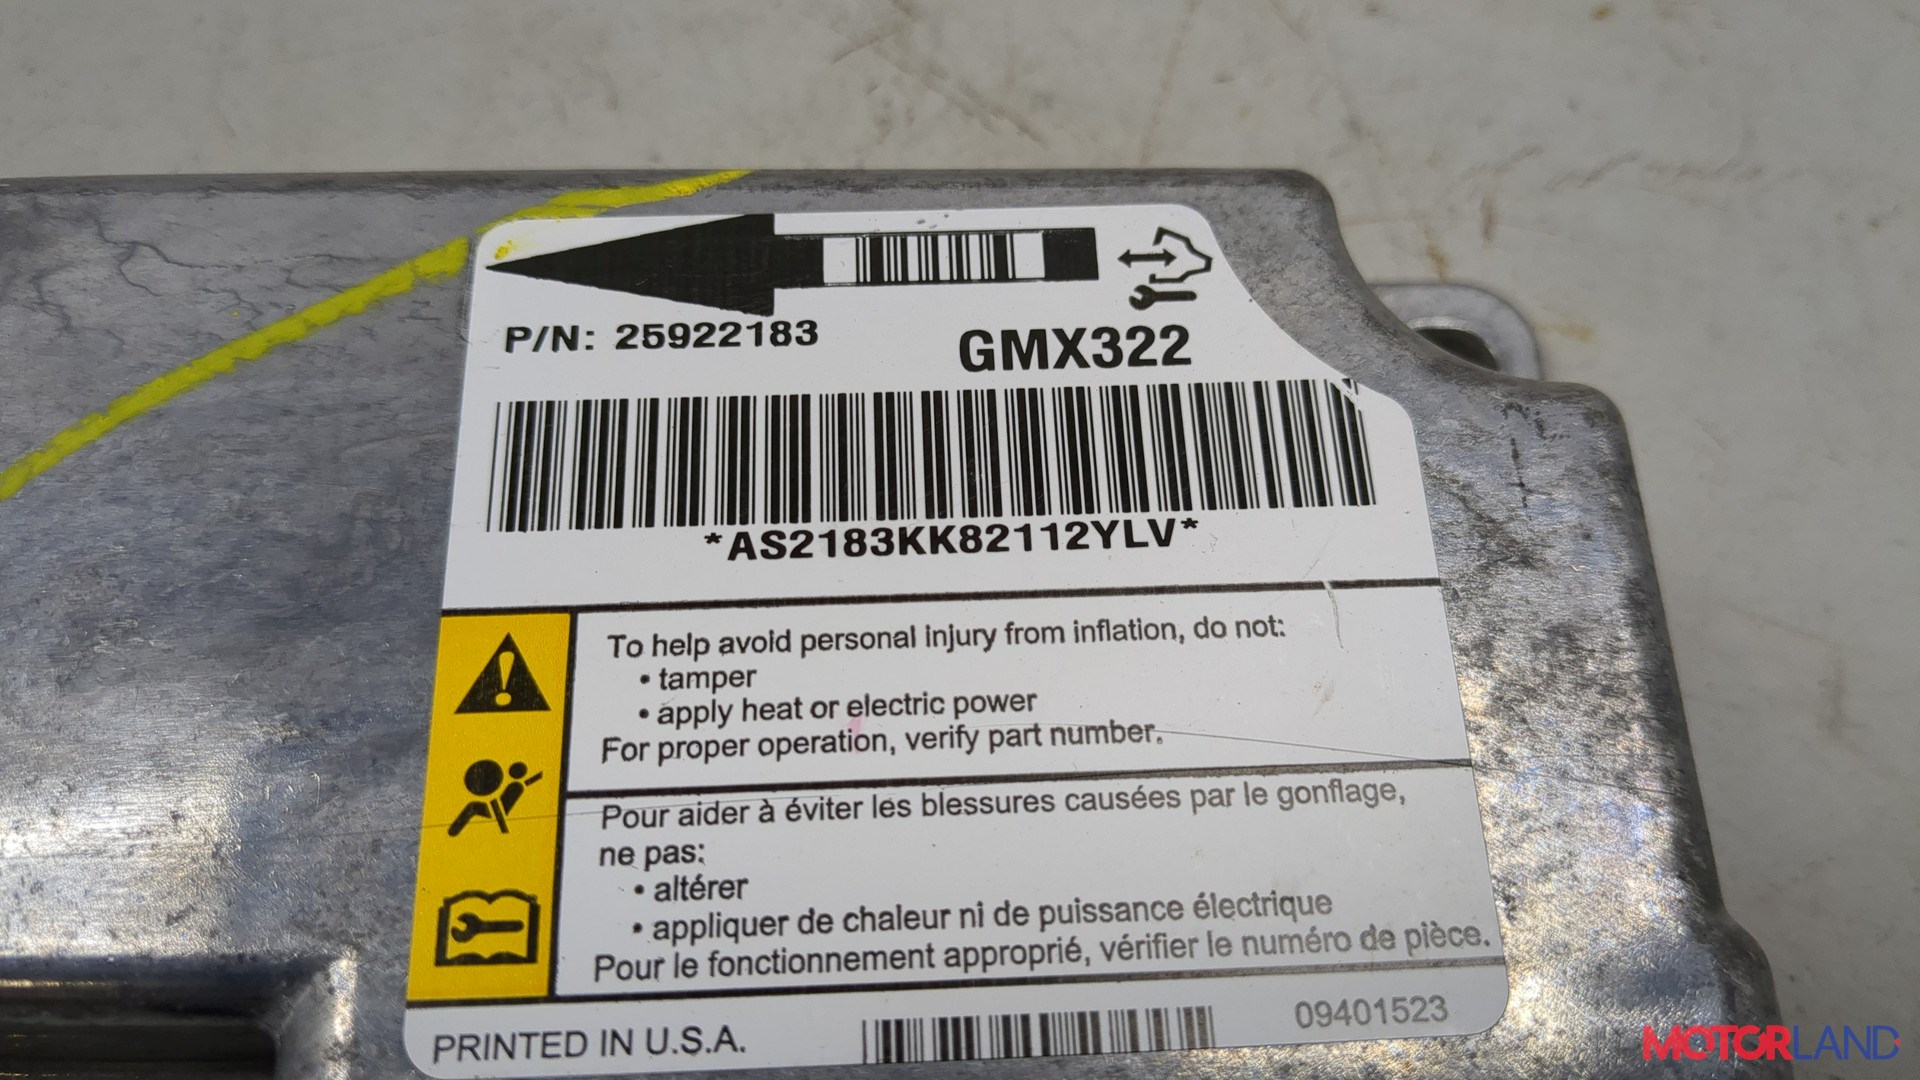 P/N: 25922183
GMX322
*AS2183KK82112YLV*
To help avoid personal injury from inflation, do not:
• tamper
• apply heat or electric power
For proper operation, verify part number.
Pour aider à éviter les blessures causées par le gonflage,
ne pas:
• altérer
• appliquer de chaleur ni de puissance électrique
Pour le fonctionnement approprié, vérifier le numéro de pièce.
PRINTED IN U.S.A.
09401523
MOTORLAND